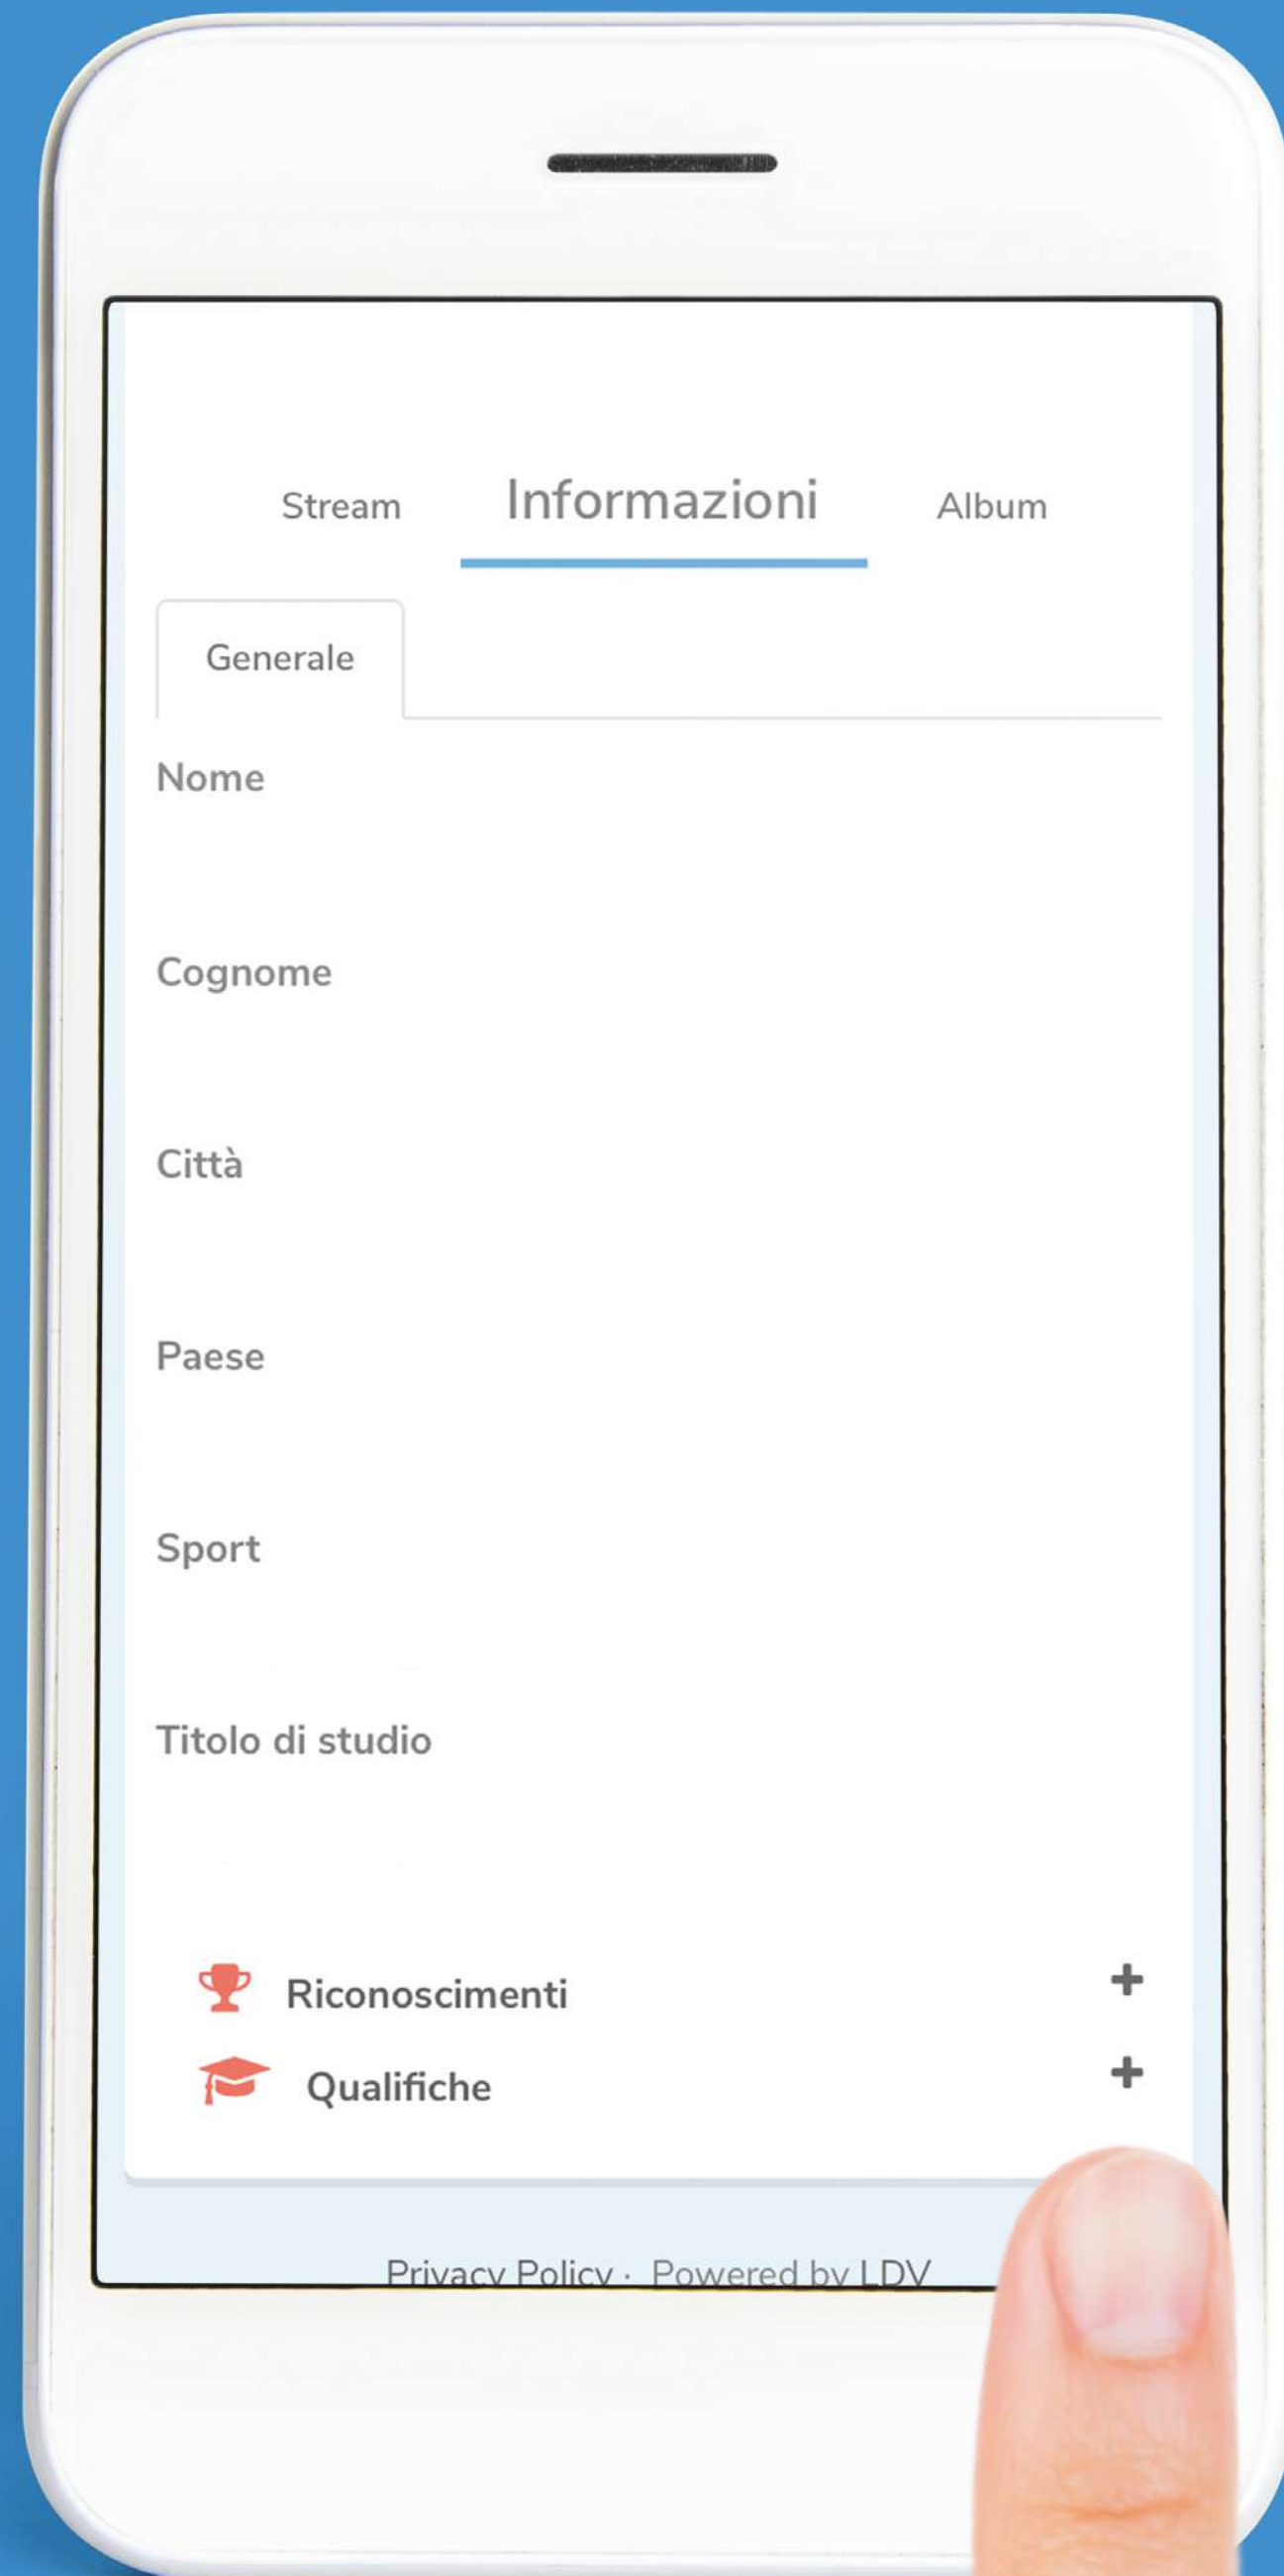 Stream Informazioni Album
Generale
Nome
Cognome
Città
Paese
Sport
Titolo di studio
Riconoscimenti
Qualifiche
Privacy Policy · Powered by LDV